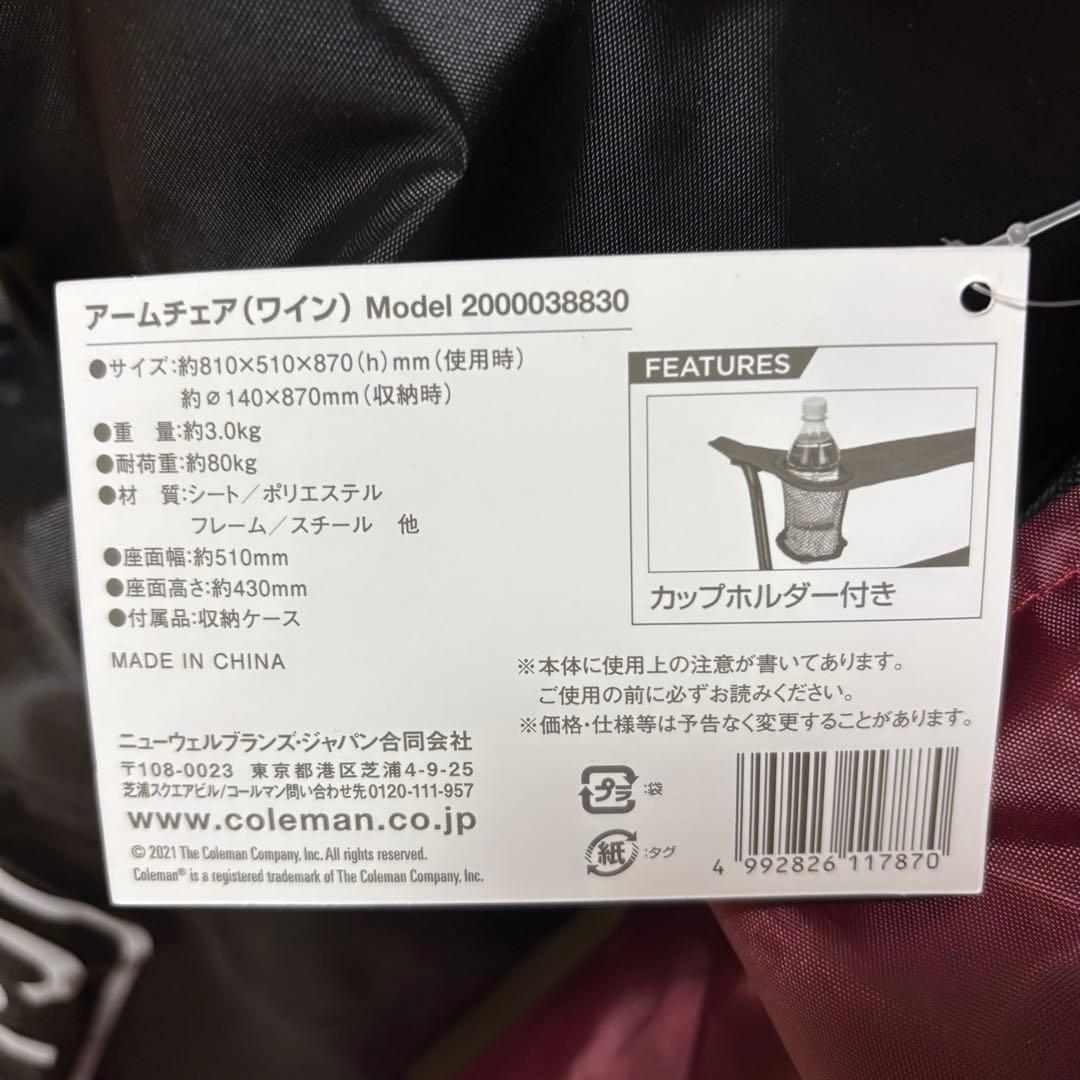 アームチェア(ワイン) Model 2000038830
●サイズ:約810×510×870(h)mm(使用時)
約⌀140×870mm(収納時)
●重 量:約3.0kg
●耐荷重:約80kg
●材 質:シート/ポリエステル
フレーム/スチール 他
●座面幅:約510mm
●座面高さ:約430mm
●付属品:収納ケース
MADE IN CHINA
FEATURES
カップホルダー付き
※本体に使用上の注意が書いてあります。
ご使用の前に必ずお読みください。
※価格・仕様等は予告なく変更することがあります。
ニューウェルブランズ・ジャパン合同会社
〒108-0023 東京都港区芝浦4-9-25
芝浦スクエアビル/コールマン問い合わせ先0120-111-957
www.coleman.co.jp
© 2021 The Coleman Company, Inc. All rights reserved.
Coleman® is a registered trademark of The Coleman Company, Inc.
プラ :袋
紙 :タグ
4 992826 117870